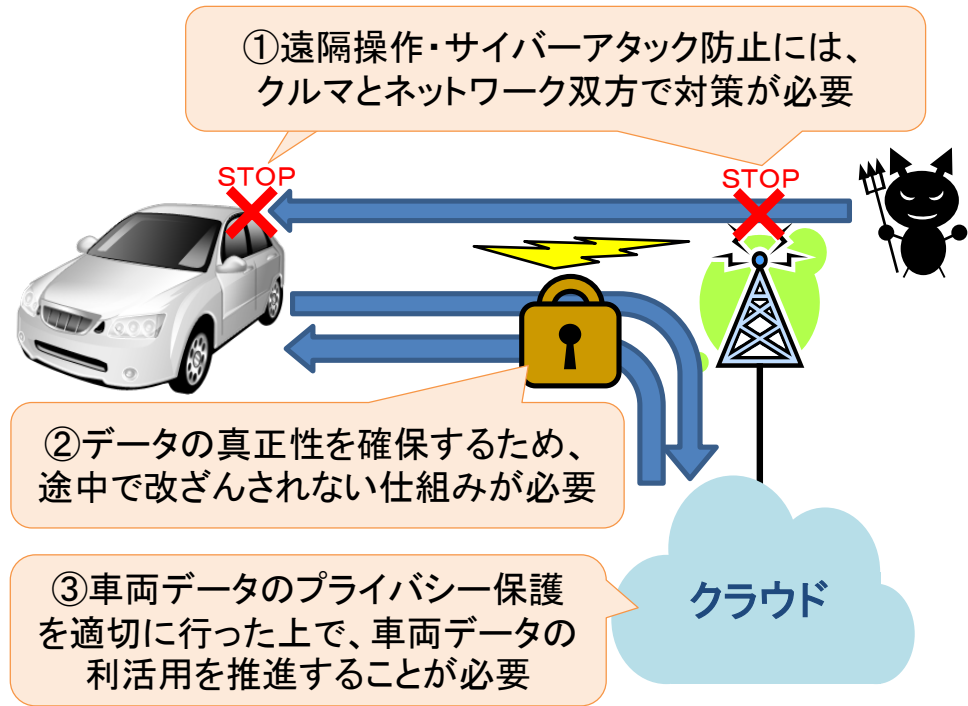 ①遠隔操作・サイバーアタック防止には、
クルマとネットワーク双方で対策が必要
STOP
STOP
②データの真正性を確保するため、
途中で改ざんされない仕組みが必要
③車両データのプライバシー保護
を適切に行った上で、車両データの
利活用を推進することが必要
クラウド